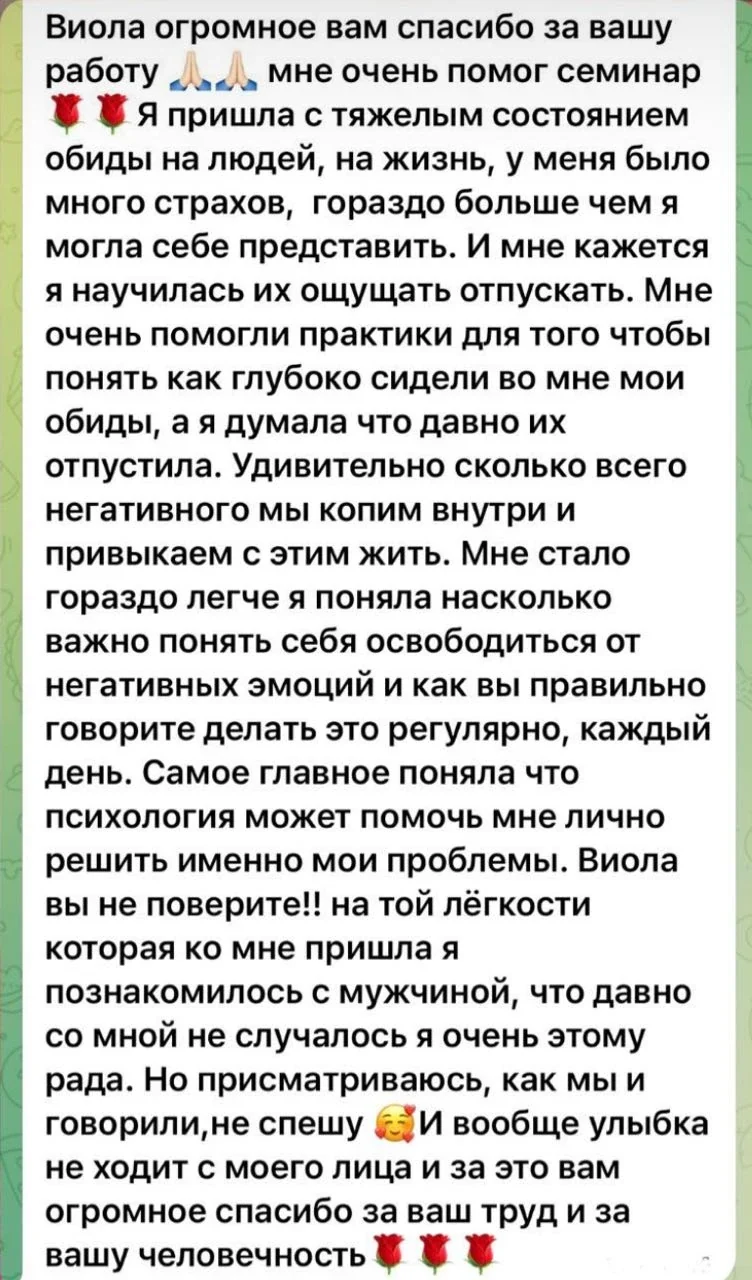 Виола огромное вам спасибо за вашу
работу 🙏🏻🙏🏻 мне очень помог семинар
🌹🌹Я пришла с тяжелым состоянием
обиды на людей, на жизнь, у меня было
много страхов, гораздо больше чем я
могла себе представить. И мне кажется
я научилась их ощущать отпускать. Мне
очень помогли практики для того чтобы
понять как глубоко сидели во мне мои
обиды, а я думала что давно их
отпустила. Удивительно сколько всего
негативного мы копим внутри и
привыкаем с этим жить. Мне стало
гораздо легче я поняла насколько
важно понять себя освободиться от
негативных эмоций и как вы правильно
говорите делать это регулярно, каждый
день. Самое главное поняла что
психология может помочь мне лично
решить именно мои проблемы. Виола
вы не поверите!! на той лёгкости
которая ко мне пришла я
познакомилось с мужчиной, что давно
со мной не случалось я очень этому
рада. Но присматриваюсь, как мы и
говорили,не спешу 🥰И вообще улыбка
не ходит с моего лица и за это вам
огромное спасибо за ваш труд и за
вашу человечность🌹🌹🌹